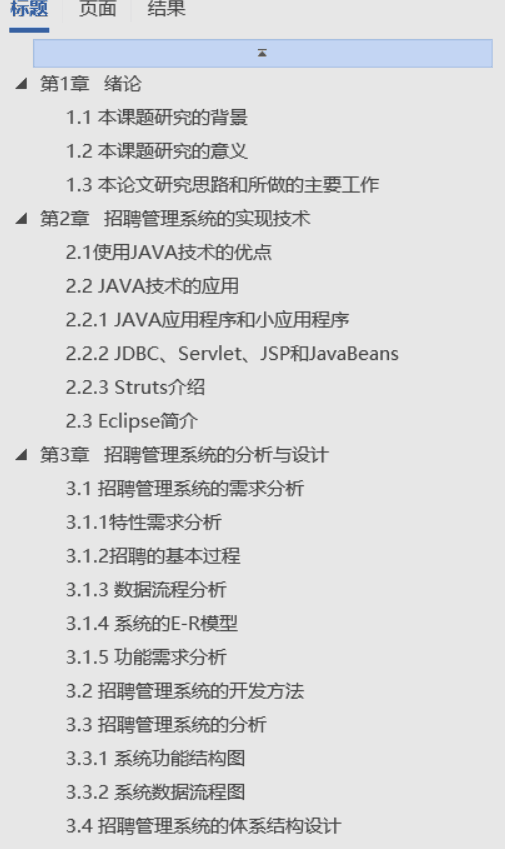 标题 页面 结果
第1章 绪论
1.1 本课题研究的背景
1.2 本课题研究的意义
1.3 本论文研究思路和所做的主要工作
第2章 招聘管理系统的实现技术
2.1使用JAVA技术的优点
2.2 JAVA技术的应用
2.2.1 JAVA应用程序和小应用程序
2.2.2 JDBC、Servlet、JSP和JavaBeans
2.2.3 Struts介绍
2.3 Eclipse简介
第3章 招聘管理系统的分析与设计
3.1 招聘管理系统的需求分析
3.1.1特性需求分析
3.1.2招聘的基本过程
3.1.3 数据流程分析
3.1.4 系统的E-R模型
3.1.5 功能需求分析
3.2 招聘管理系统的开发方法
3.3 招聘管理系统的分析
3.3.1 系统功能结构图
3.3.2 系统数据流程图
3.4 招聘管理系统的体系结构设计